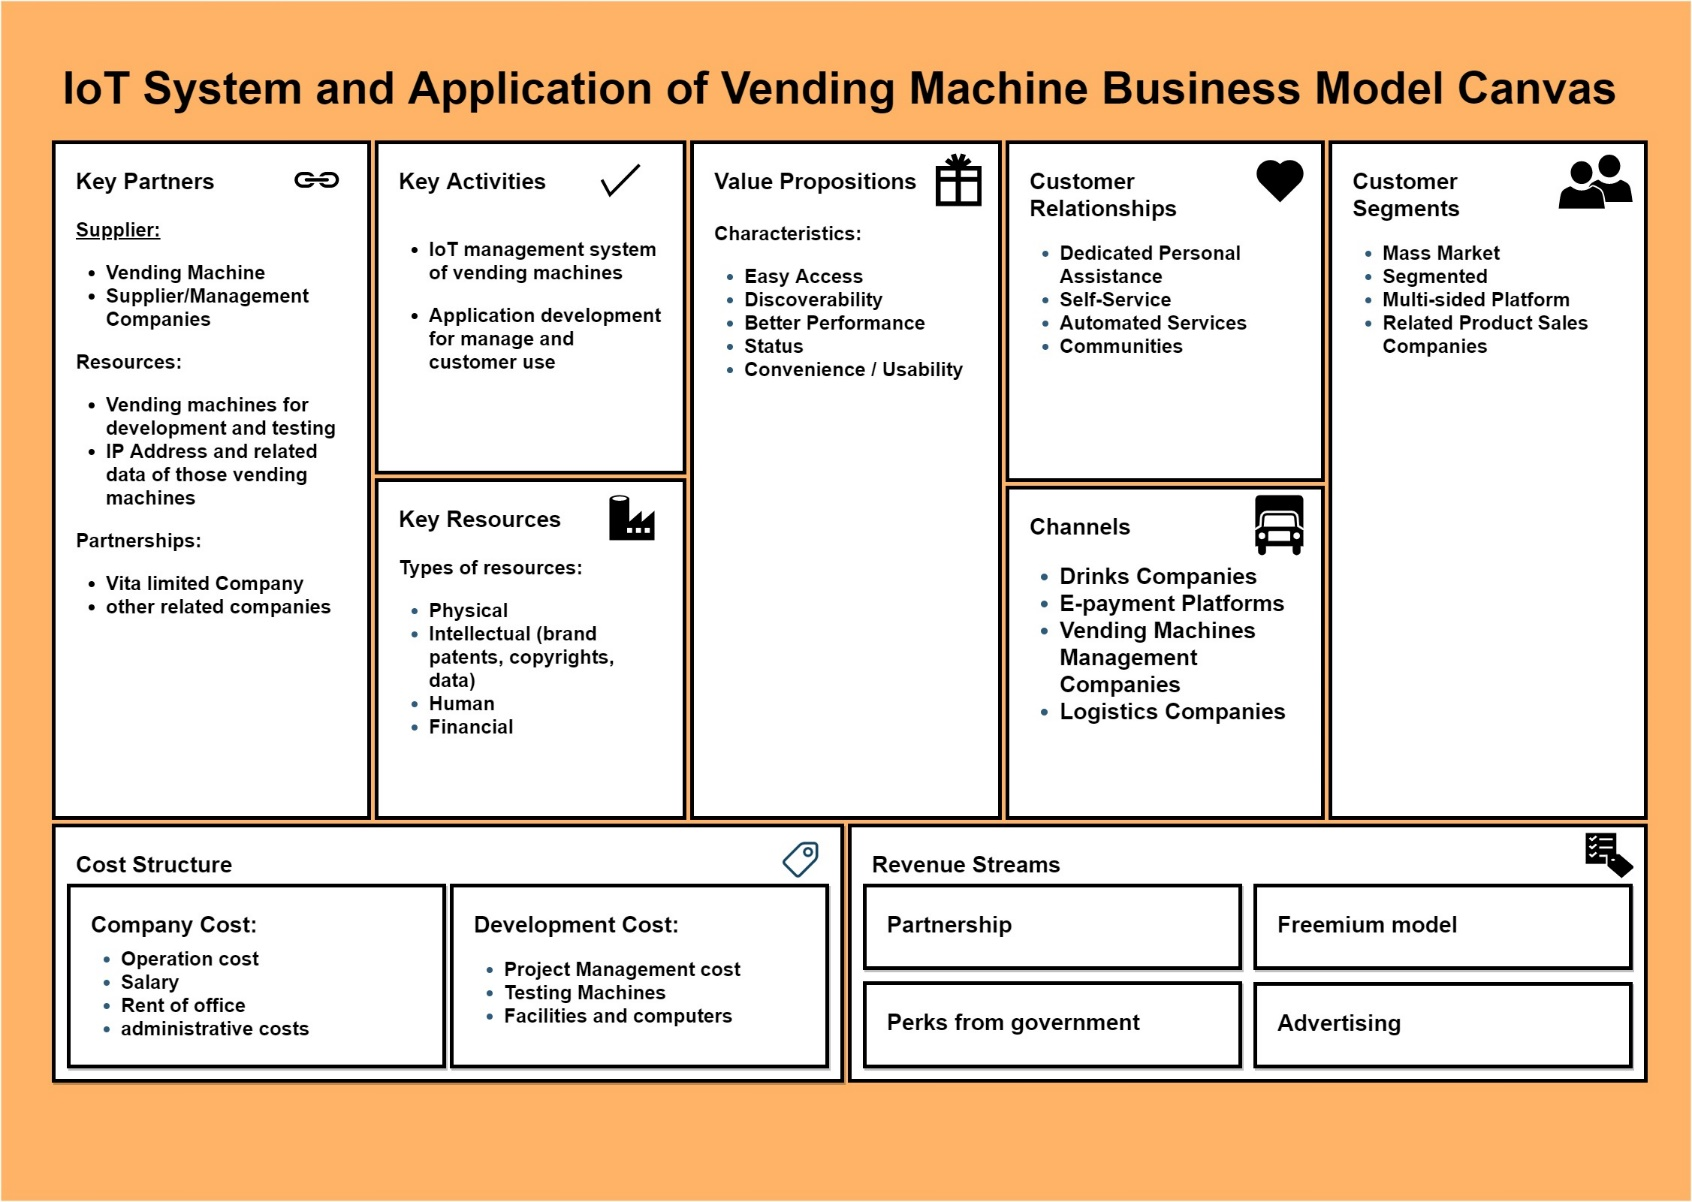 IoT System and Application of Vending Machine Business Model Canvas
Key Partners
Supplier:
Vending Machine
Supplier/Management
Companies
Resources:
Vending machines for
development and testing
IP Address and related
data of those vending
machines
Partnerships:
Vita limited Company
other related companies
Key Activities
IoT management system
of vending machines
Application development
for manage and
customer use
Key Resources
Types of resources:
Physical
Intellectual (brand
patents, copyrights,
data)
Human
Financial
Value Propositions
Characteristics:
Easy Access
Discoverability
Better Performance
Status
Convenience / Usability
Customer
Relationships
Dedicated Personal
Assistance
Self-Service
Automated Services
Communities
Channels
Drinks Companies
E-payment Platforms
Vending Machines
Management
Companies
Logistics Companies
Customer
Segments
Mass Market
Segmented
Multi-sided Platform
Related Product Sales
Companies
Cost Structure
Company Cost:
Operation cost
Salary
Rent of office
administrative costs
Development Cost:
Project Management cost
Testing Machines
Facilities and computers
Revenue Streams
Partnership
Freemium model
Perks from government
Advertising